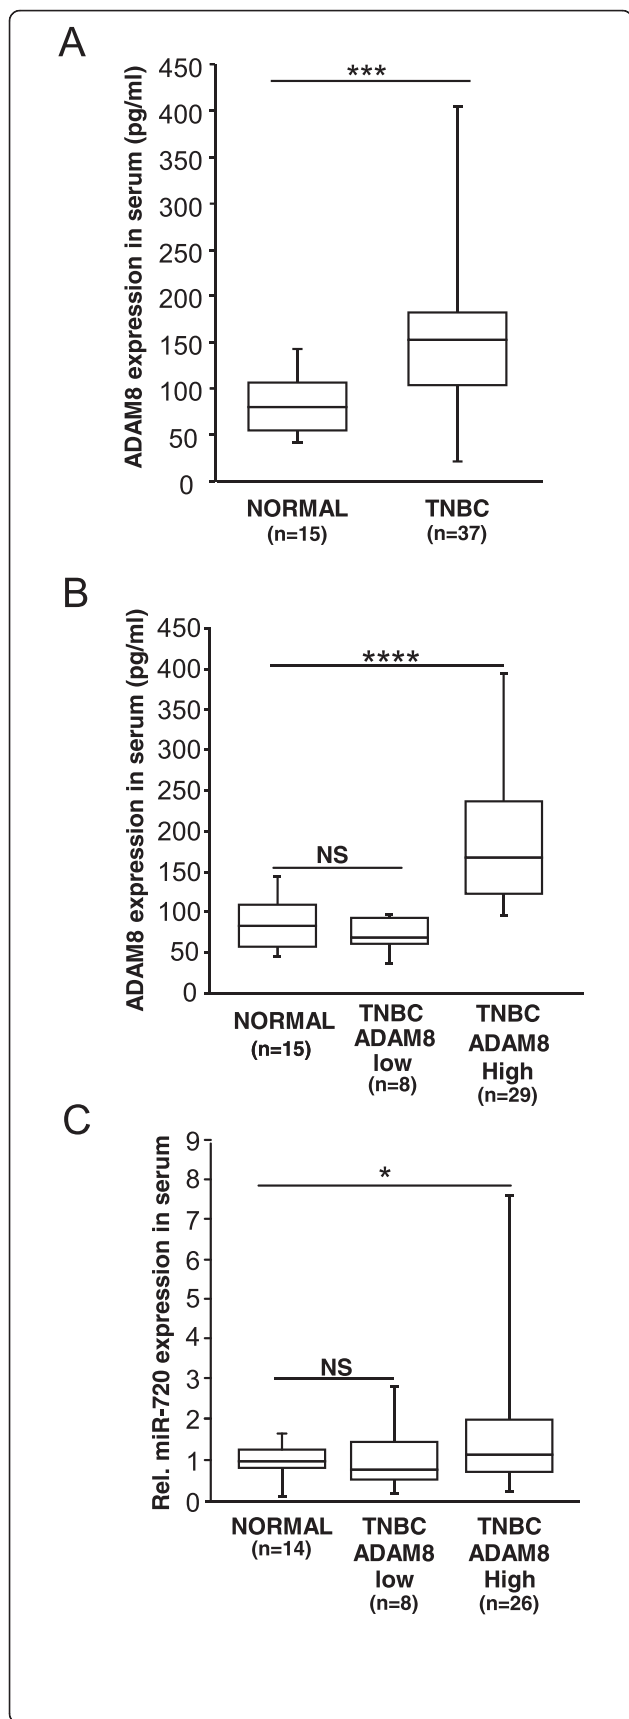 A
ADAM8 expression in serum (pg/ml)
450
400
350
300
250
200
150
100
50
0
***
NORMAL
(n=15)
TNBC
(n=37)
B
ADAM8 expression in serum (pg/ml)
450
400
350
300
250
200
150
100
50
0
****
NS
NORMAL
(n=15)
TNBC
ADAM8
low
(n=8)
TNBC
ADAM8
High
(n=29)
C
Rel. miR-720 expression in serum
9
8
7
6
5
4
3
2
1
0
*
NS
NORMAL
(n=14)
TNBC
ADAM8
low
(n=8)
TNBC
ADAM8
High
(n=26)